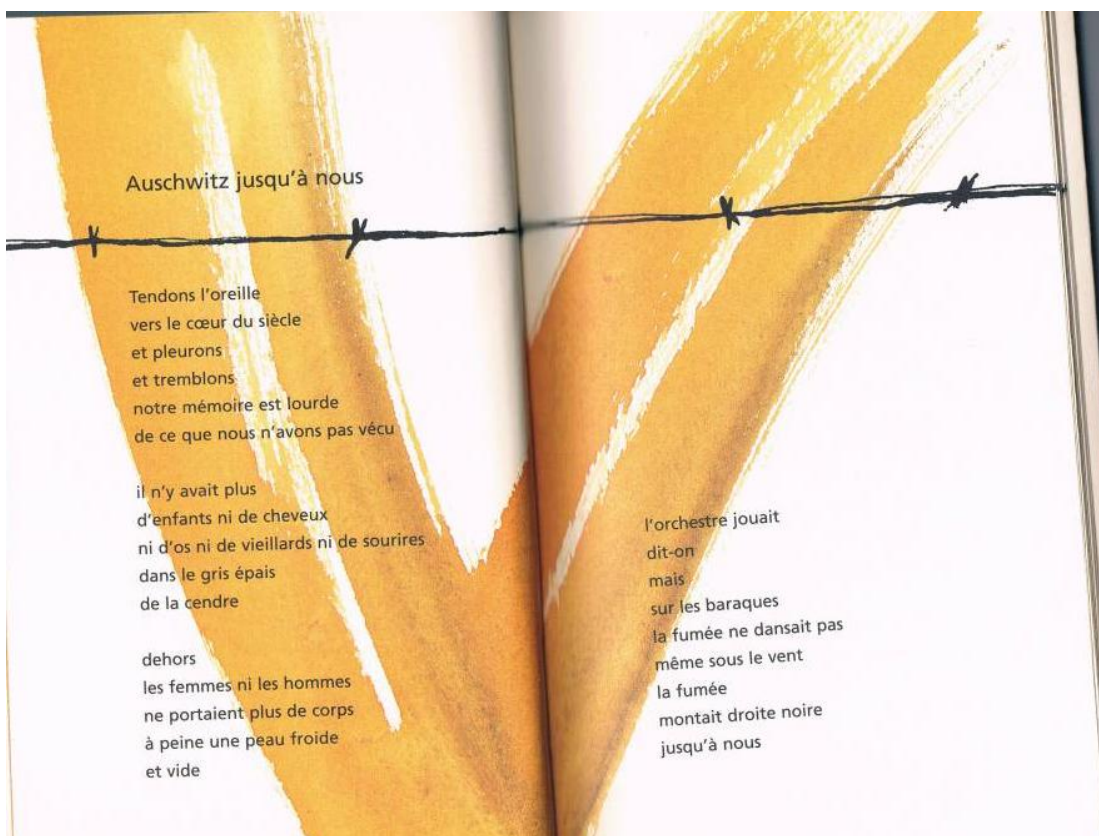 Auschwitz jusqu'à nous
Tendons l'oreille
vers le cœur du siècle
et pleurons
et tremblons
notre mémoire est lourde
de ce que nous n'avons pas vécu
il n'y avait plus
d'enfants ni de cheveux
ni d'os ni de vieillards ni de sourires
dans le gris épais
de la cendre
dehors
les femmes ni les hommes
ne portaient plus de corps
à peine une peau froide
et vide
l'orchestre jouait
dit-on
mais
sur les baraques
la fumée ne dansait pas
même sous le vent
la fumée
montait droite noire
jusqu'à nous